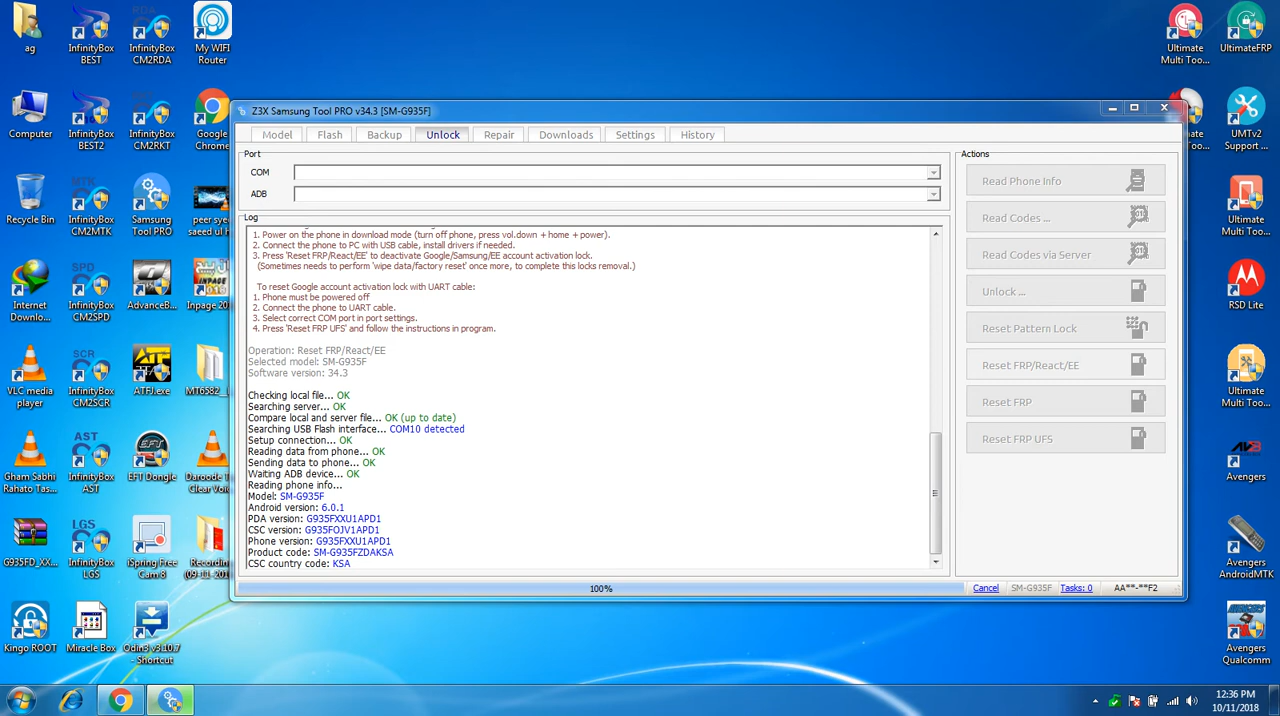 ag
InfinityBox BEST
InfinityBox CM2RDA
My WIFI Router
Computer
InfinityBox BEST2
InfinityBox CM2RKT
Google Chrome
Recycle Bin
InfinityBox CM2MTK
Samsung Tool PRO
peer sye
saeed ul h
Internet Downlo...
InfinityBox CM2SPD
AdvanceB...
Inpage 20
VLC media player
InfinityBox CM2SCR
ATFJ.exe
MT6582_
Gham Sabhi Rahato Tas...
InfinityBox AST
EFT Dongle
Daroode T
Clear Voi
G935FD_XX...
InfinityBox LGS
iSpring Free Cam 8
Recording
(09-11-201
Kingo ROOT
Miracle Box
Odin3 v3.10.7 - Shortcut
Z3X Samsung Tool PRO v34.3 [SM-G935F]
Model Flash Backup Unlock Repair Downloads Settings History
Port
COM
ADB
Log
1. Power on the phone in download mode (turn off phone, press vol.down + home + power).
2. Connect the phone to PC with USB cable, install drivers if needed.
3. Press 'Reset FRP/React/EE' to deactivate Google/Samsung/EE account activation lock.
(Sometimes needs to perform 'wipe data/factory reset' once more, to complete this locks removal.)
To reset Google account activation lock with UART cable:
1. Phone must be powered off
2. Connect the phone to UART cable.
3. Select correct COM port in port settings.
4. Press 'Reset FRP UFS' and follow the instructions in program.
Operation: Reset FRP/React/EE
Selected model: SM-G935F
Software version: 34.3
Checking local file... OK
Searching server... OK
Compare local and server file... OK (up to date)
Searching USB Flash interface... COM10 detected
Setup connection... OK
Reading data from phone... OK
Sending data to phone... OK
Waiting ADB device... OK
Reading phone info...
Model: SM-G935F
Android version: 6.0.1
PDA version: G935FXXU1APD1
CSC version: G935FOJV1APD1
Phone version: G935FXXU1APD1
Product code: SM-G935FZDAKSA
CSC country code: KSA
100%
Cancel SM-G935F Tasks: 0 AA**-**F2
Actions
Read Phone Info
Read Codes ...
Read Codes via Server
Unlock ...
Reset Pattern Lock
Reset FRP/React/EE
Reset FRP
Reset FRP UFS
Ultimate Multi Too...
UltimateFRP
mate
Too...
UMTv2 Support ...
Ultimate Multi Too...
RSD Lite
Ultimate Multi Too...
Avengers
Avengers AndroidMTK
Avengers Qualcomm
12:36 PM
10/11/2018